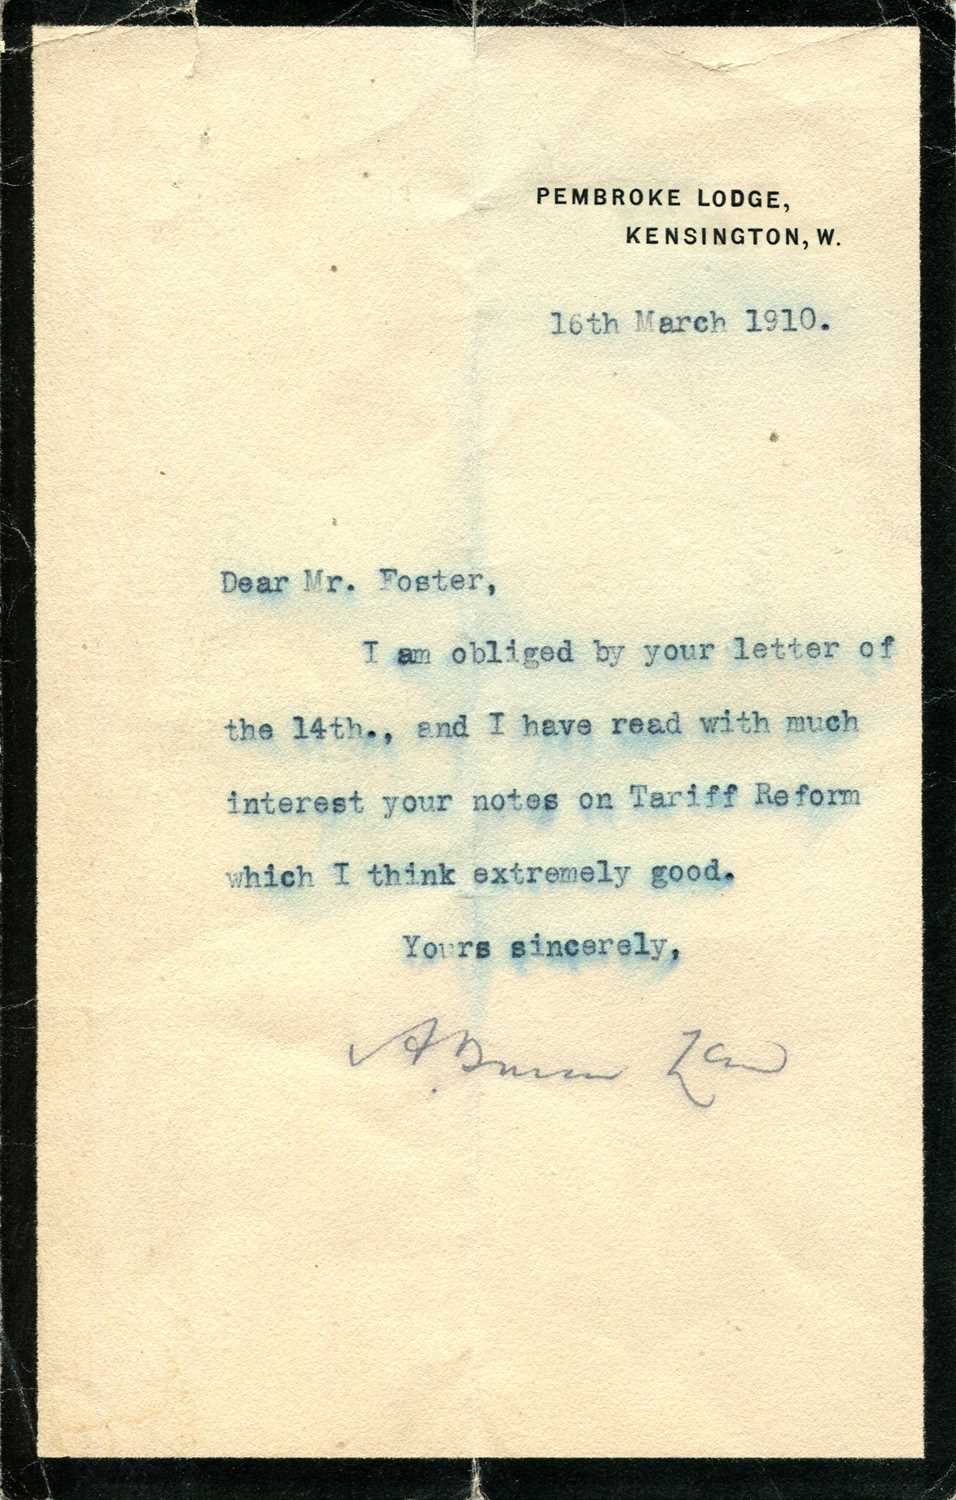 PEMBROKE LODGE,
KENSINGTON, W.
16th March 1910.
Dear Mr. Foster,
I am obliged by your letter of
the 14th., and I have read with much
interest your notes on Tariff Reform
which I think extremely good.
Yours sincerely,
A. Bonar Law